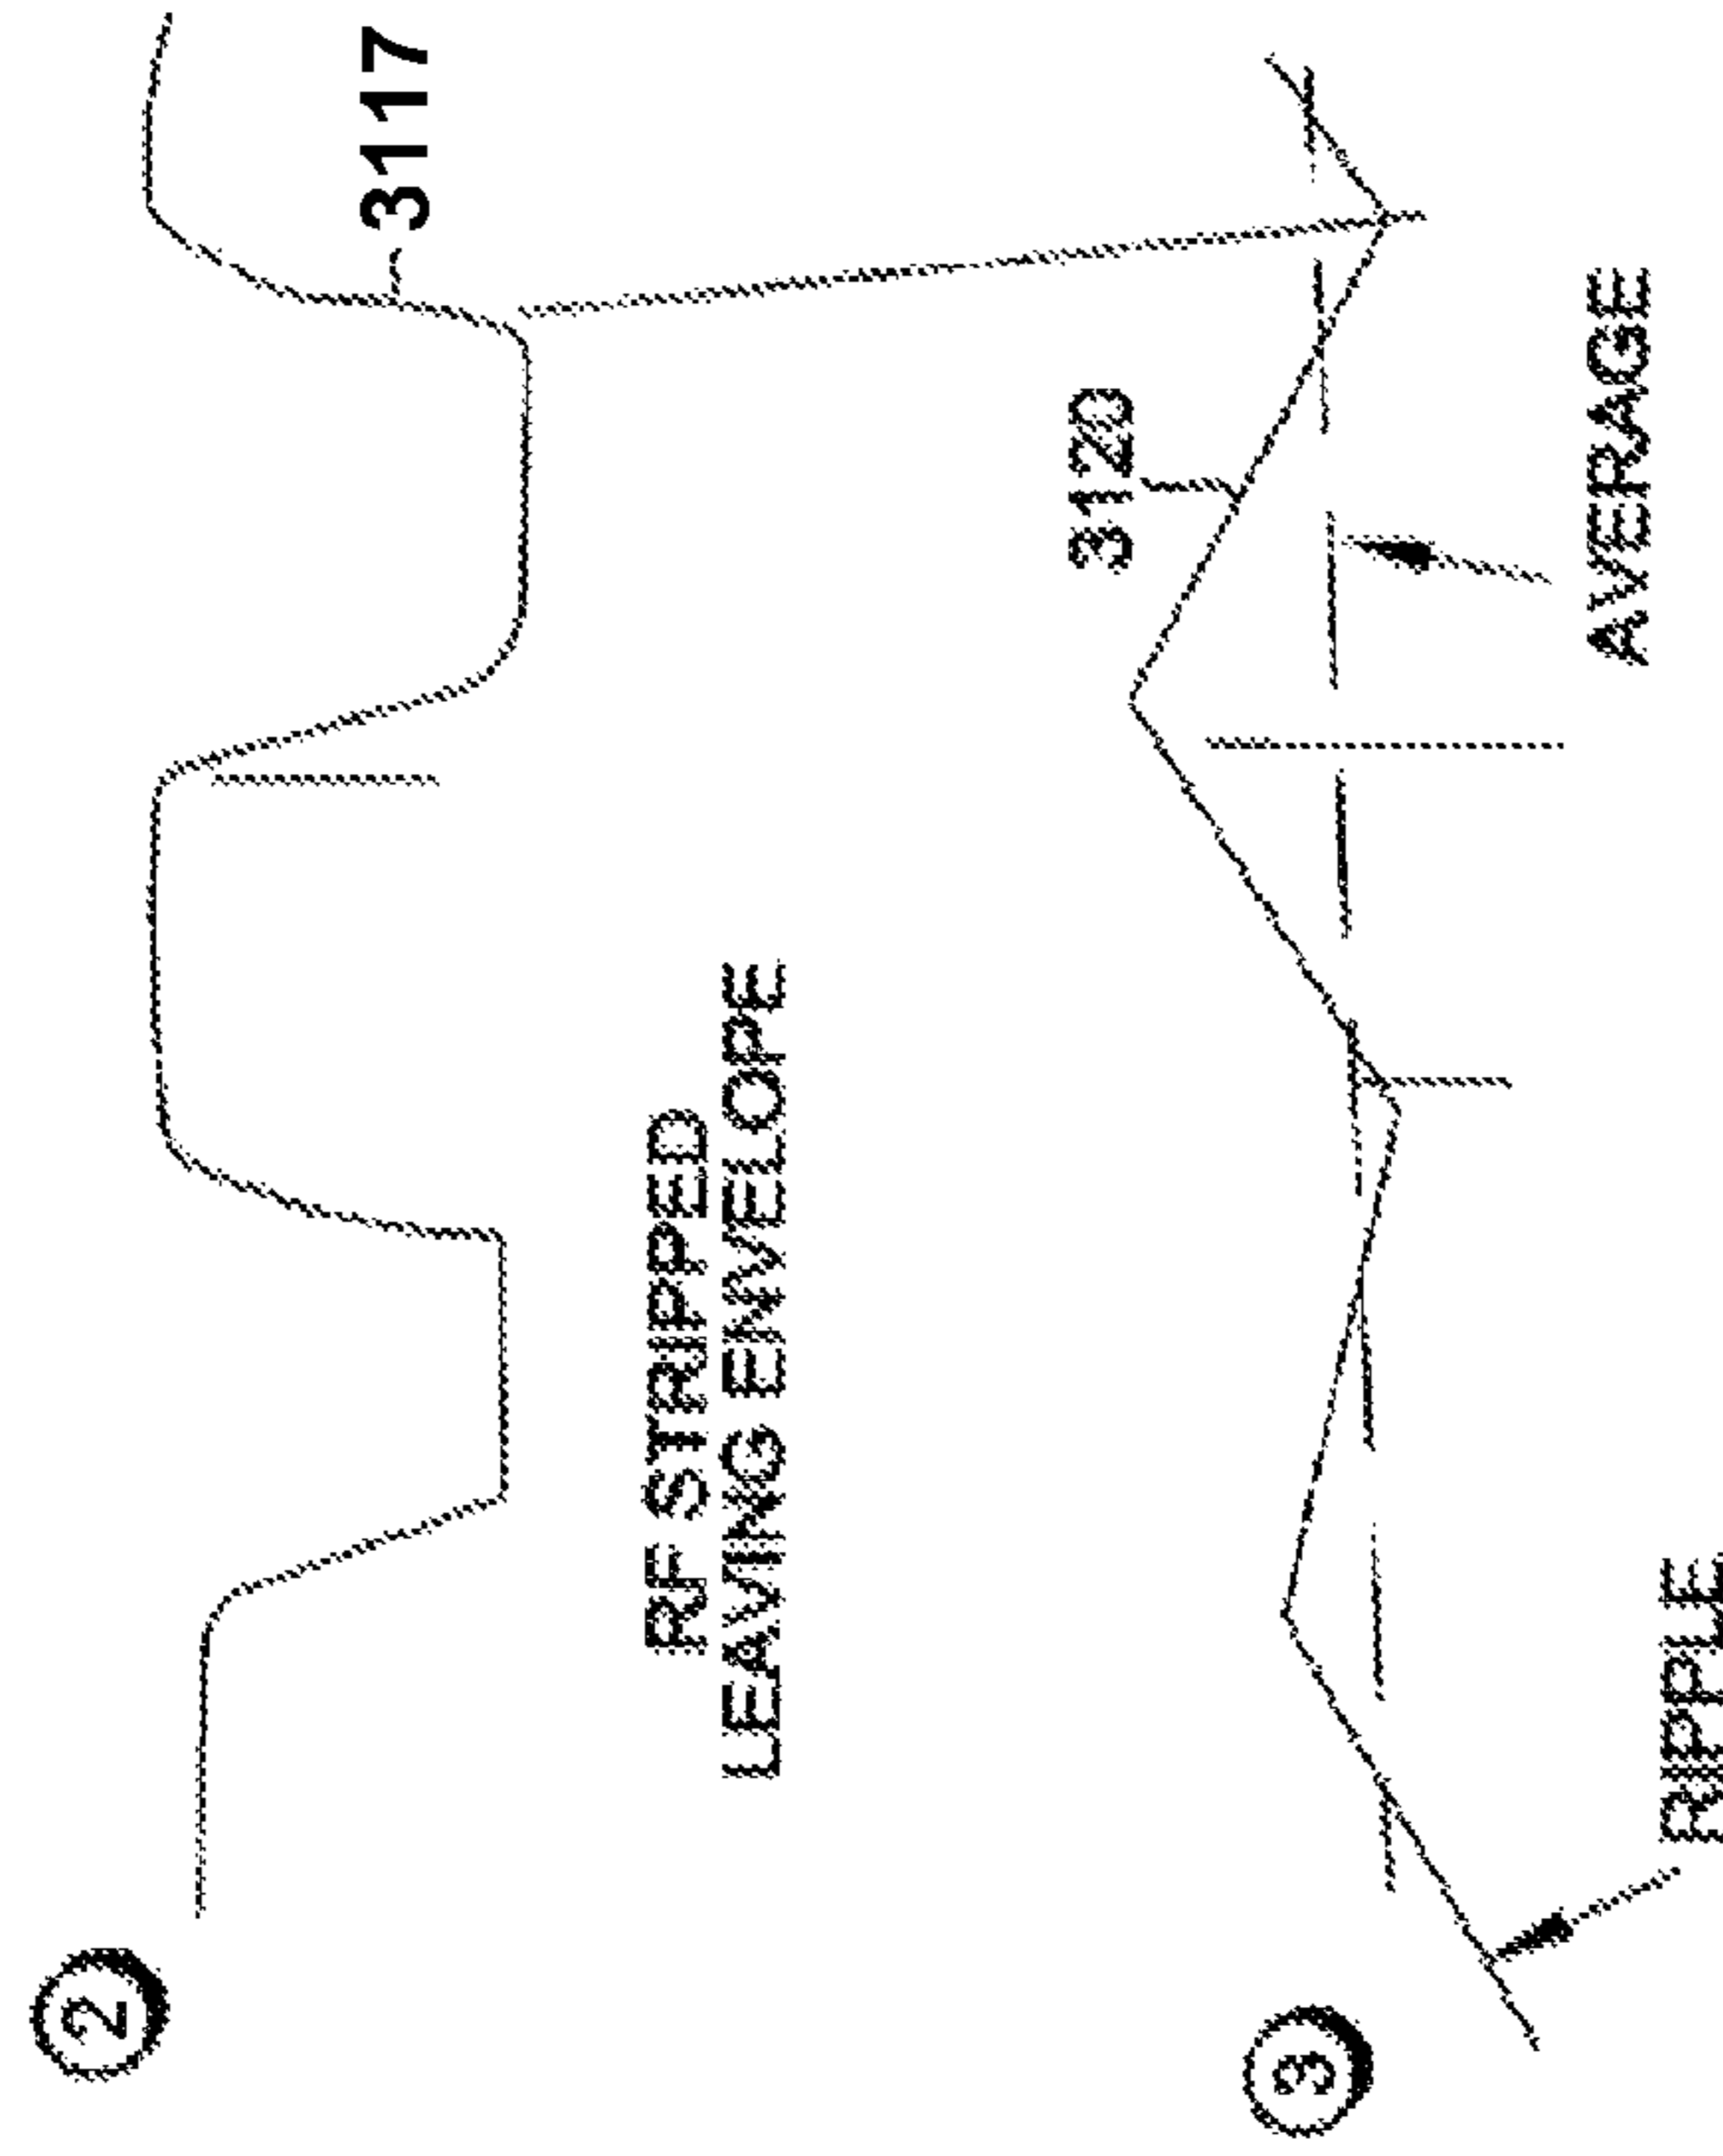 2
3117
RF STRIPPED
LEAVING ENVELOPE
3
3120
AVERAGE
RIPPLE